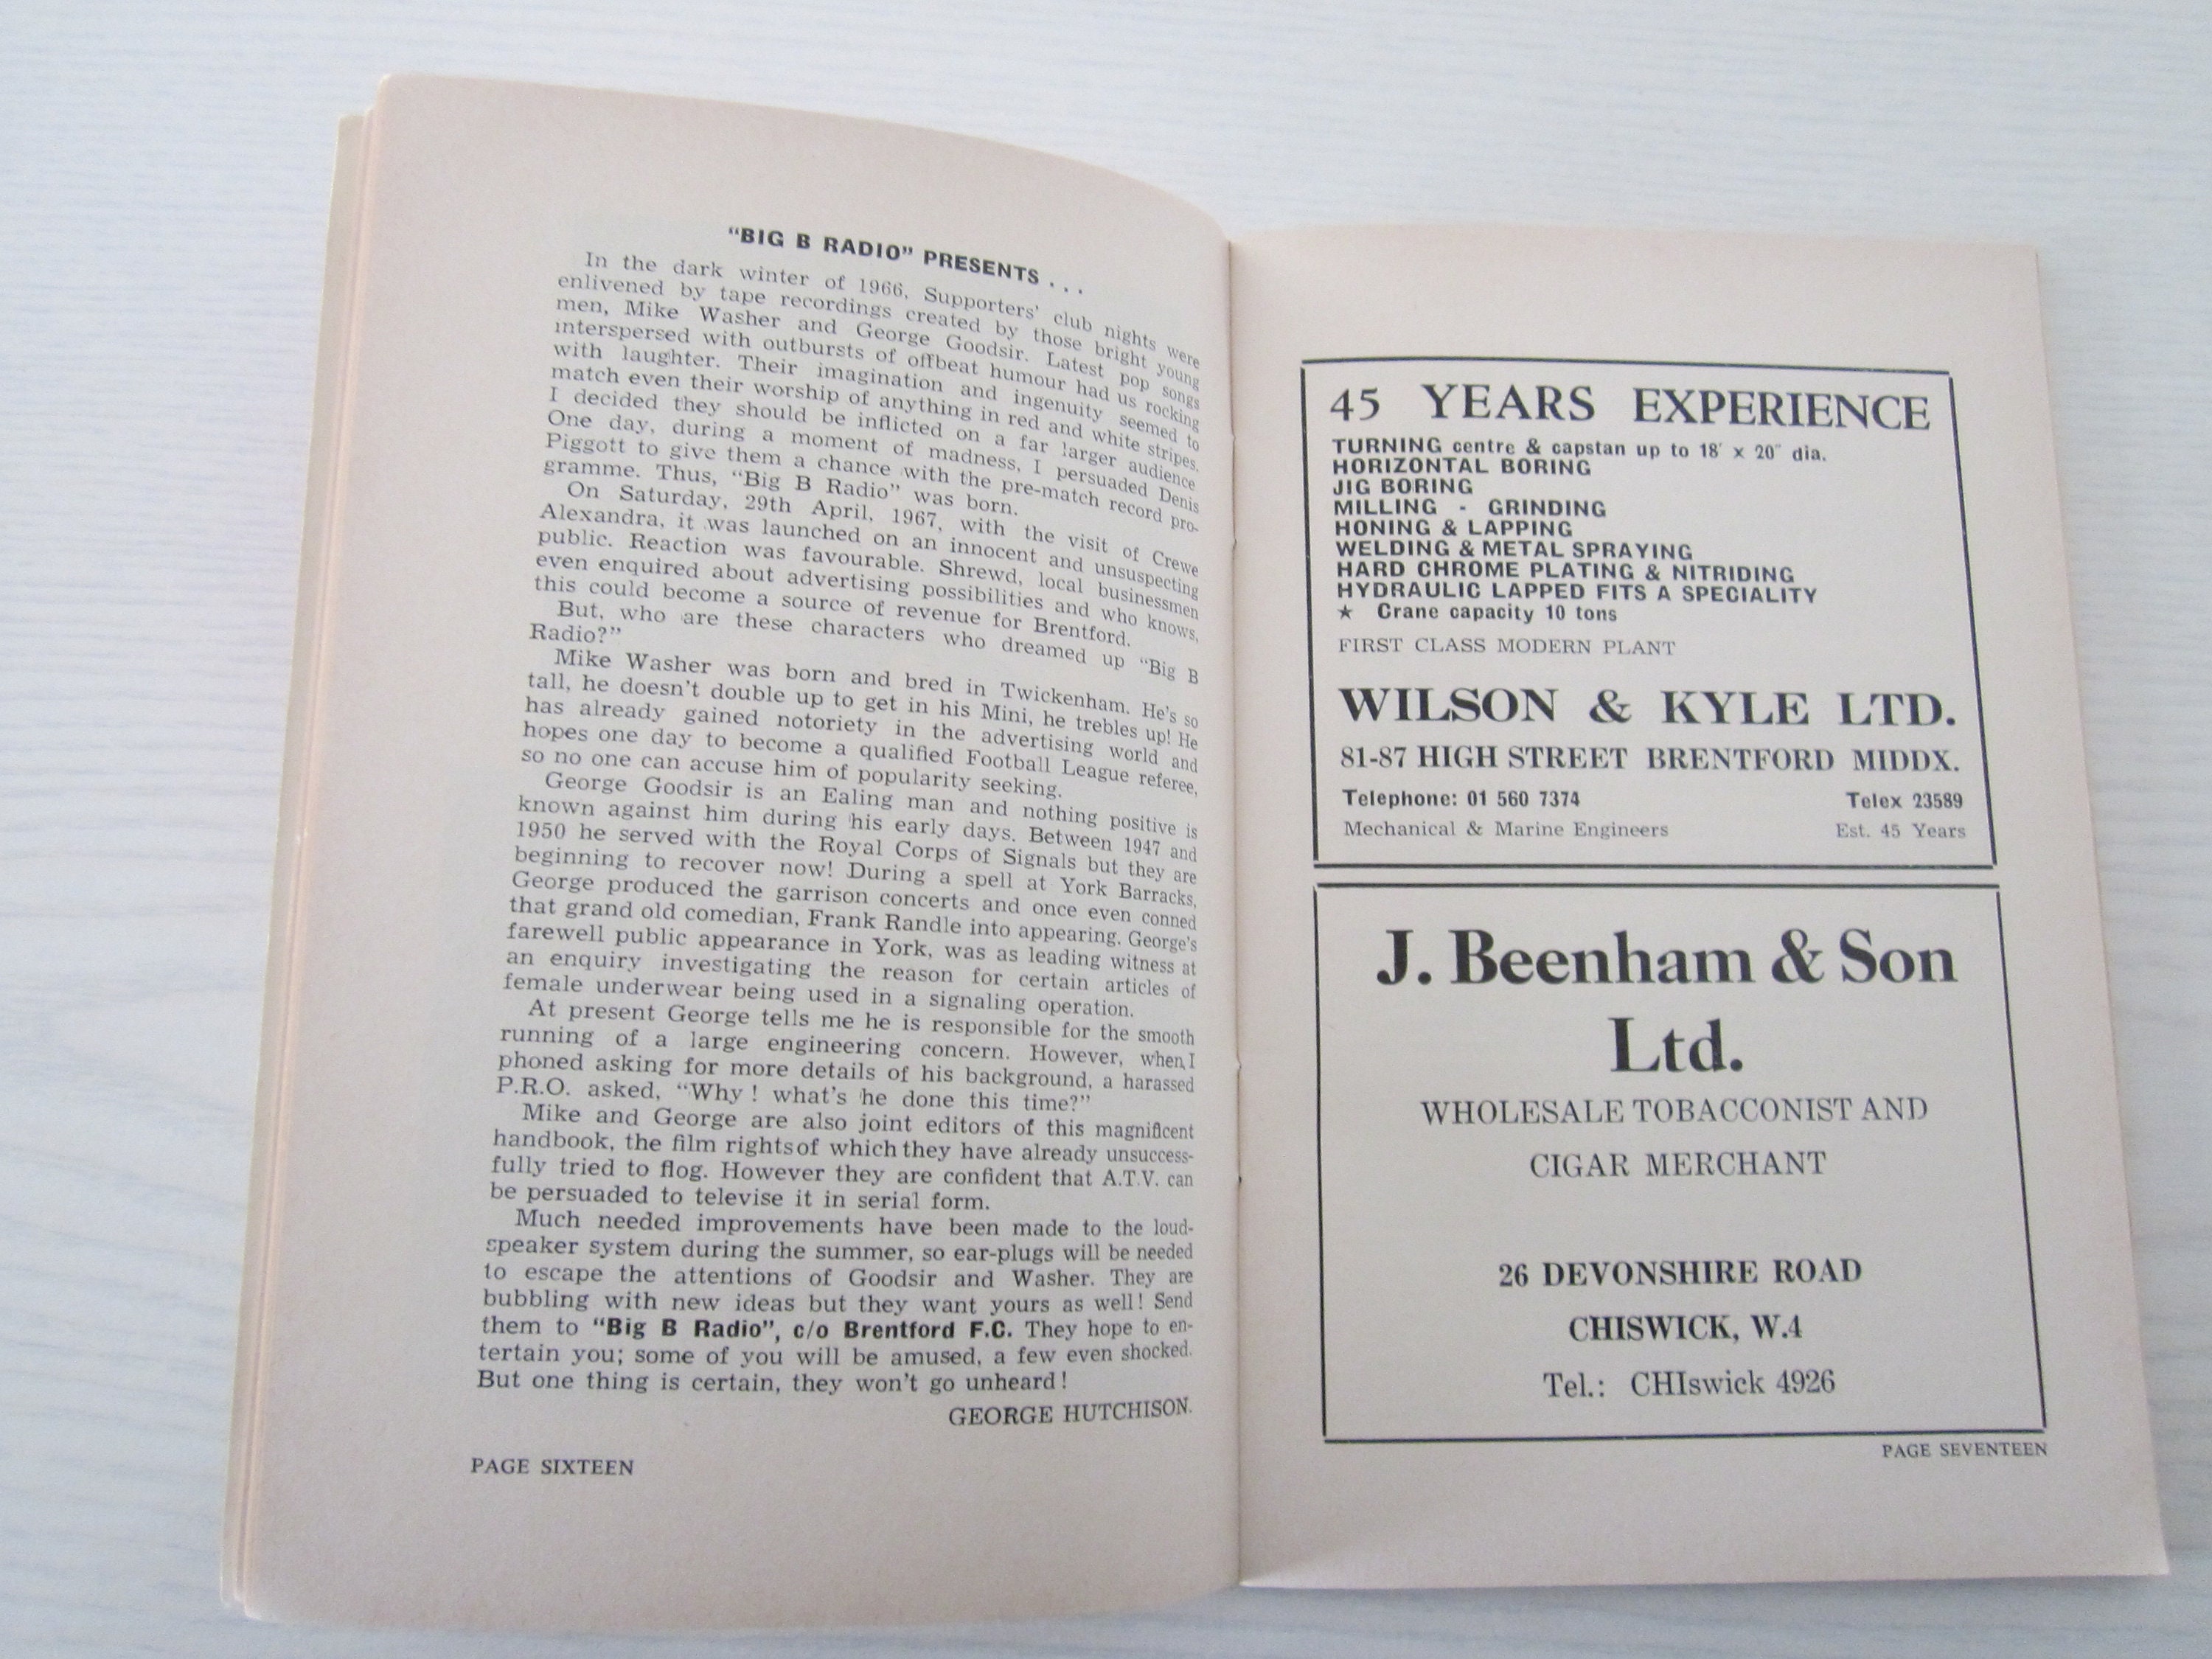 "BIG B RADIO" PRESENTS . . .
In the dark winter of 1966, Supporters' club nights were
enlivened by tape recordings created by those bright young
men, Mike Washer and George Goodsir. Latest pop songs
interspersed with outbursts of offbeat humour had us rocking
with laughter. Their imagination and ingenuity seemed to
match even their worship of anything in red and white stripes.
I decided they should be inflicted on a far larger audience
One day, during a moment of madness, I persuaded Denis
Piggott to give them a chance with the pre-match record pro-
gramme. Thus, "Big B Radio" was born.
On Saturday, 29th April, 1967, with the visit of Crewe
Alexandra, it was launched on an innocent and unsuspecting
public. Reaction was favourable. Shrewd, local businessmen
even enquired about advertising possibilities and who knows,
this could become a source of revenue for Brentford.
But, who are these characters who dreamed up "Big B
Radio?"
Mike Washer was born and bred in Twickenham. He's so
tall, he doesn't double up to get in his Mini, he trebles up! He
has already gained notoriety in the advertising world and
hopes one day to become a qualified Football League referee,
so no one can accuse him of popularity seeking.
George Goodsir is an Ealing man and nothing positive is
known against him during his early days. Between 1947 and
1950 he served with the Royal Corps of Signals but they are
beginning to recover now! During a spell at York Barracks,
George produced the garrison concerts and once even conned
that grand old comedian, Frank Randle into appearing. George's
farewell public appearance in York, was as leading witness at
an enquiry investigating the reason for certain articles of
female underwear being used in a signaling operation.
At present George tells me he is responsible for the smooth
running of a large engineering concern. However, when I
phoned asking for more details of his background, a harassed
P.R.O. asked, "Why! what's he done this time?"
Mike and George are also joint editors of this magnificent
handbook, the film rights of which they have already unsuccess-
fully tried to flog. However they are confident that A.T.V. can
be persuaded to televise it in serial form.
Much needed improvements have been made to the loud-
speaker system during the summer, so ear-plugs will be needed
to escape the attentions of Goodsir and Washer. They are
bubbling with new ideas but they want yours as well! Send
them to "Big B Radio", c/o Brentford F.C. They hope to en-
tertain you; some of you will be amused, a few even shocked.
But one thing is certain, they won't go unheard!
GEORGE HUTCHISON.
PAGE SIXTEEN
45 YEARS EXPERIENCE
TURNING centre & capstan up to 18' x 20" dia.
HORIZONTAL BORING
JIG BORING
MILLING - GRINDING
HONING & LAPPING
WELDING & METAL SPRAYING
HARD CHROME PLATING & NITRIDING
HYDRAULIC LAPPED FITS A SPECIALITY
★ Crane capacity 10 tons
FIRST CLASS MODERN PLANT
WILSON & KYLE LTD.
81-87 HIGH STREET BRENTFORD MIDDX.
Telephone: 01 560 7374 Telex 23589
Mechanical & Marine Engineers Est. 45 Years
J. Beenham & Son
Ltd.
WHOLESALE TOBACCONIST AND
CIGAR MERCHANT
26 DEVONSHIRE ROAD
CHISWICK, W.4
Tel.: CHIswick 4926
PAGE SEVENTEEN